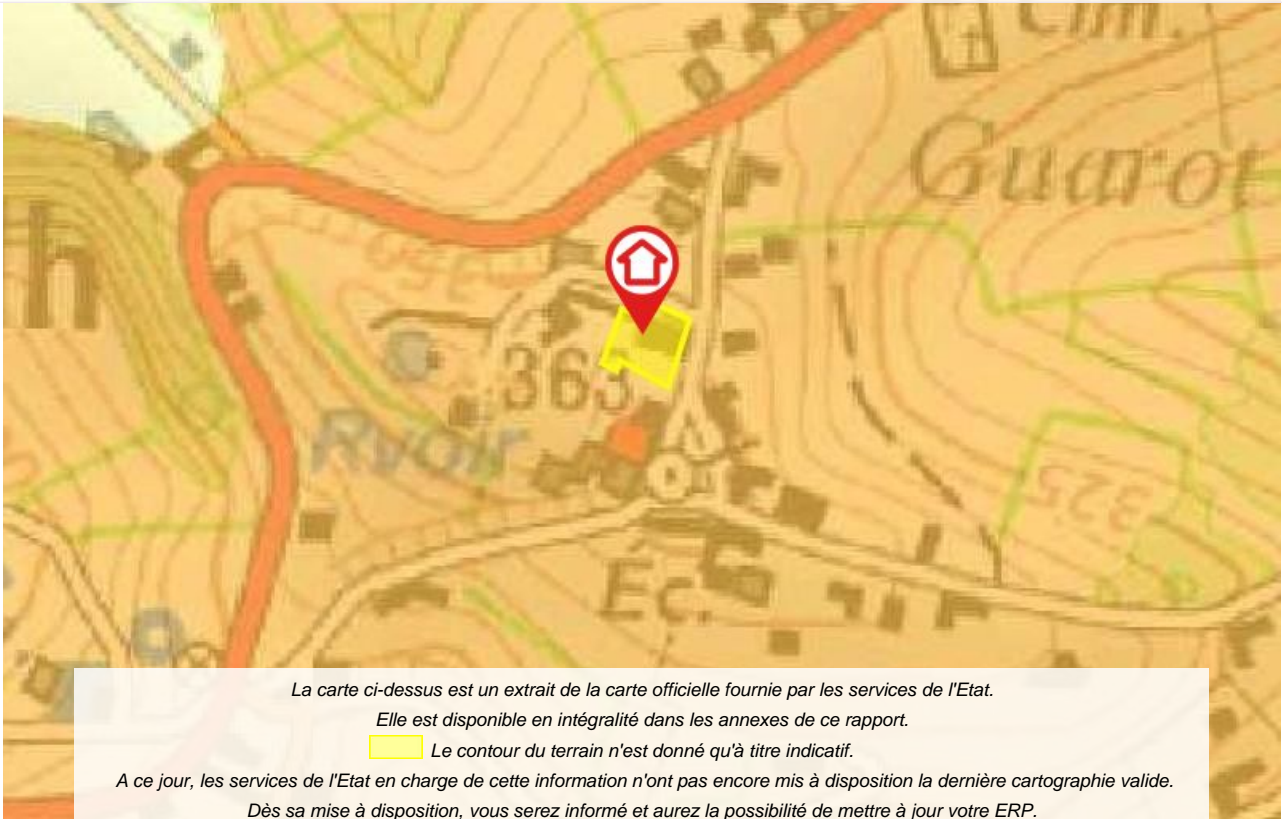 Cim.
Guarot
h
363
Rvoir
325
Éc.
La carte ci-dessus est un extrait de la carte officielle fournie par les services de l'Etat.
Elle est disponible en intégralité dans les annexes de ce rapport.
Le contour du terrain n'est donné qu'à titre indicatif.
A ce jour, les services de l'Etat en charge de cette information n'ont pas encore mis à disposition la dernière cartographie valide.
Dès sa mise à disposition, vous serez informé et aurez la possibilité de mettre à jour votre ERP.